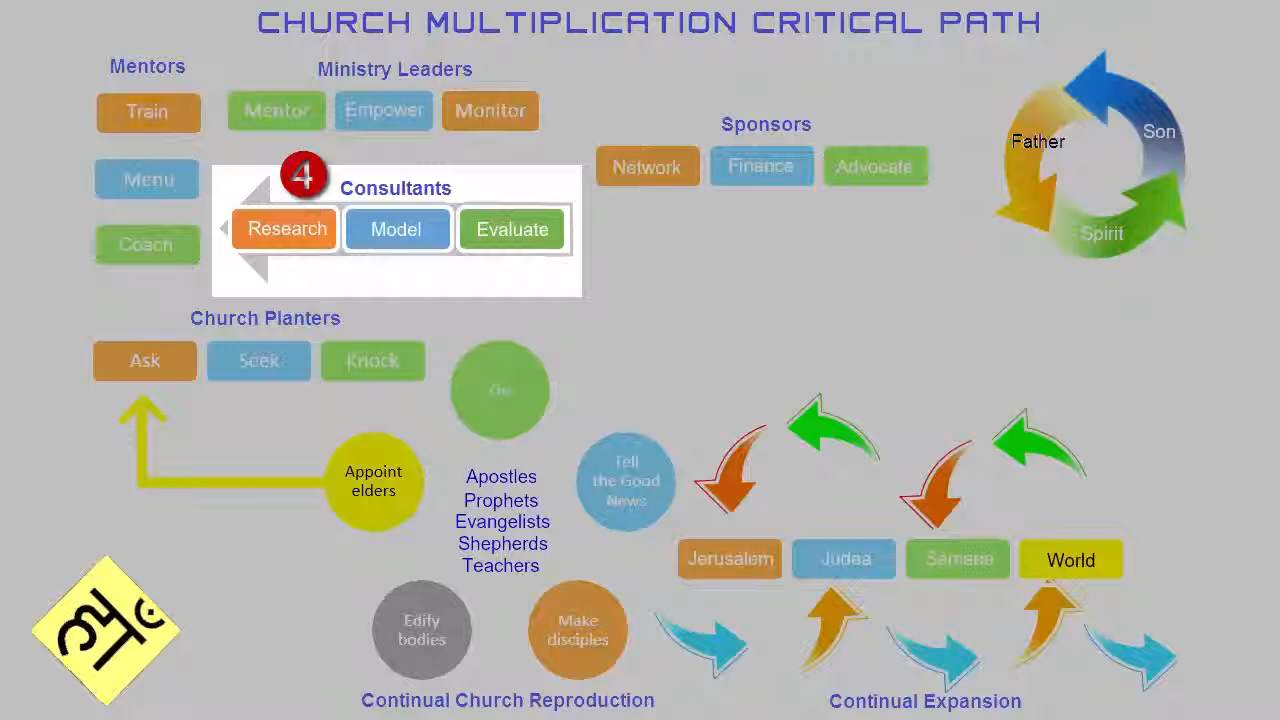 CHURCH MULTIPLICATION CRITICAL PATH
Mentors
Ministry Leaders
Train
Mentor
Empower
Monitor
Sponsors
Father
Son
Spirit
Network
Finance
Advocate
Menu
4
Consultants
Research
Model
Evaluate
Coach
Church Planters
Ask
Seek
Knock
Go
Appoint
elders
Tell
the Good
News
Apostles
Prophets
Evangelists
Shepherds
Teachers
Jerusalem
Judea
Samaria
World
Edify
bodies
Make
disciples
Continual Church Reproduction
Continual Expansion